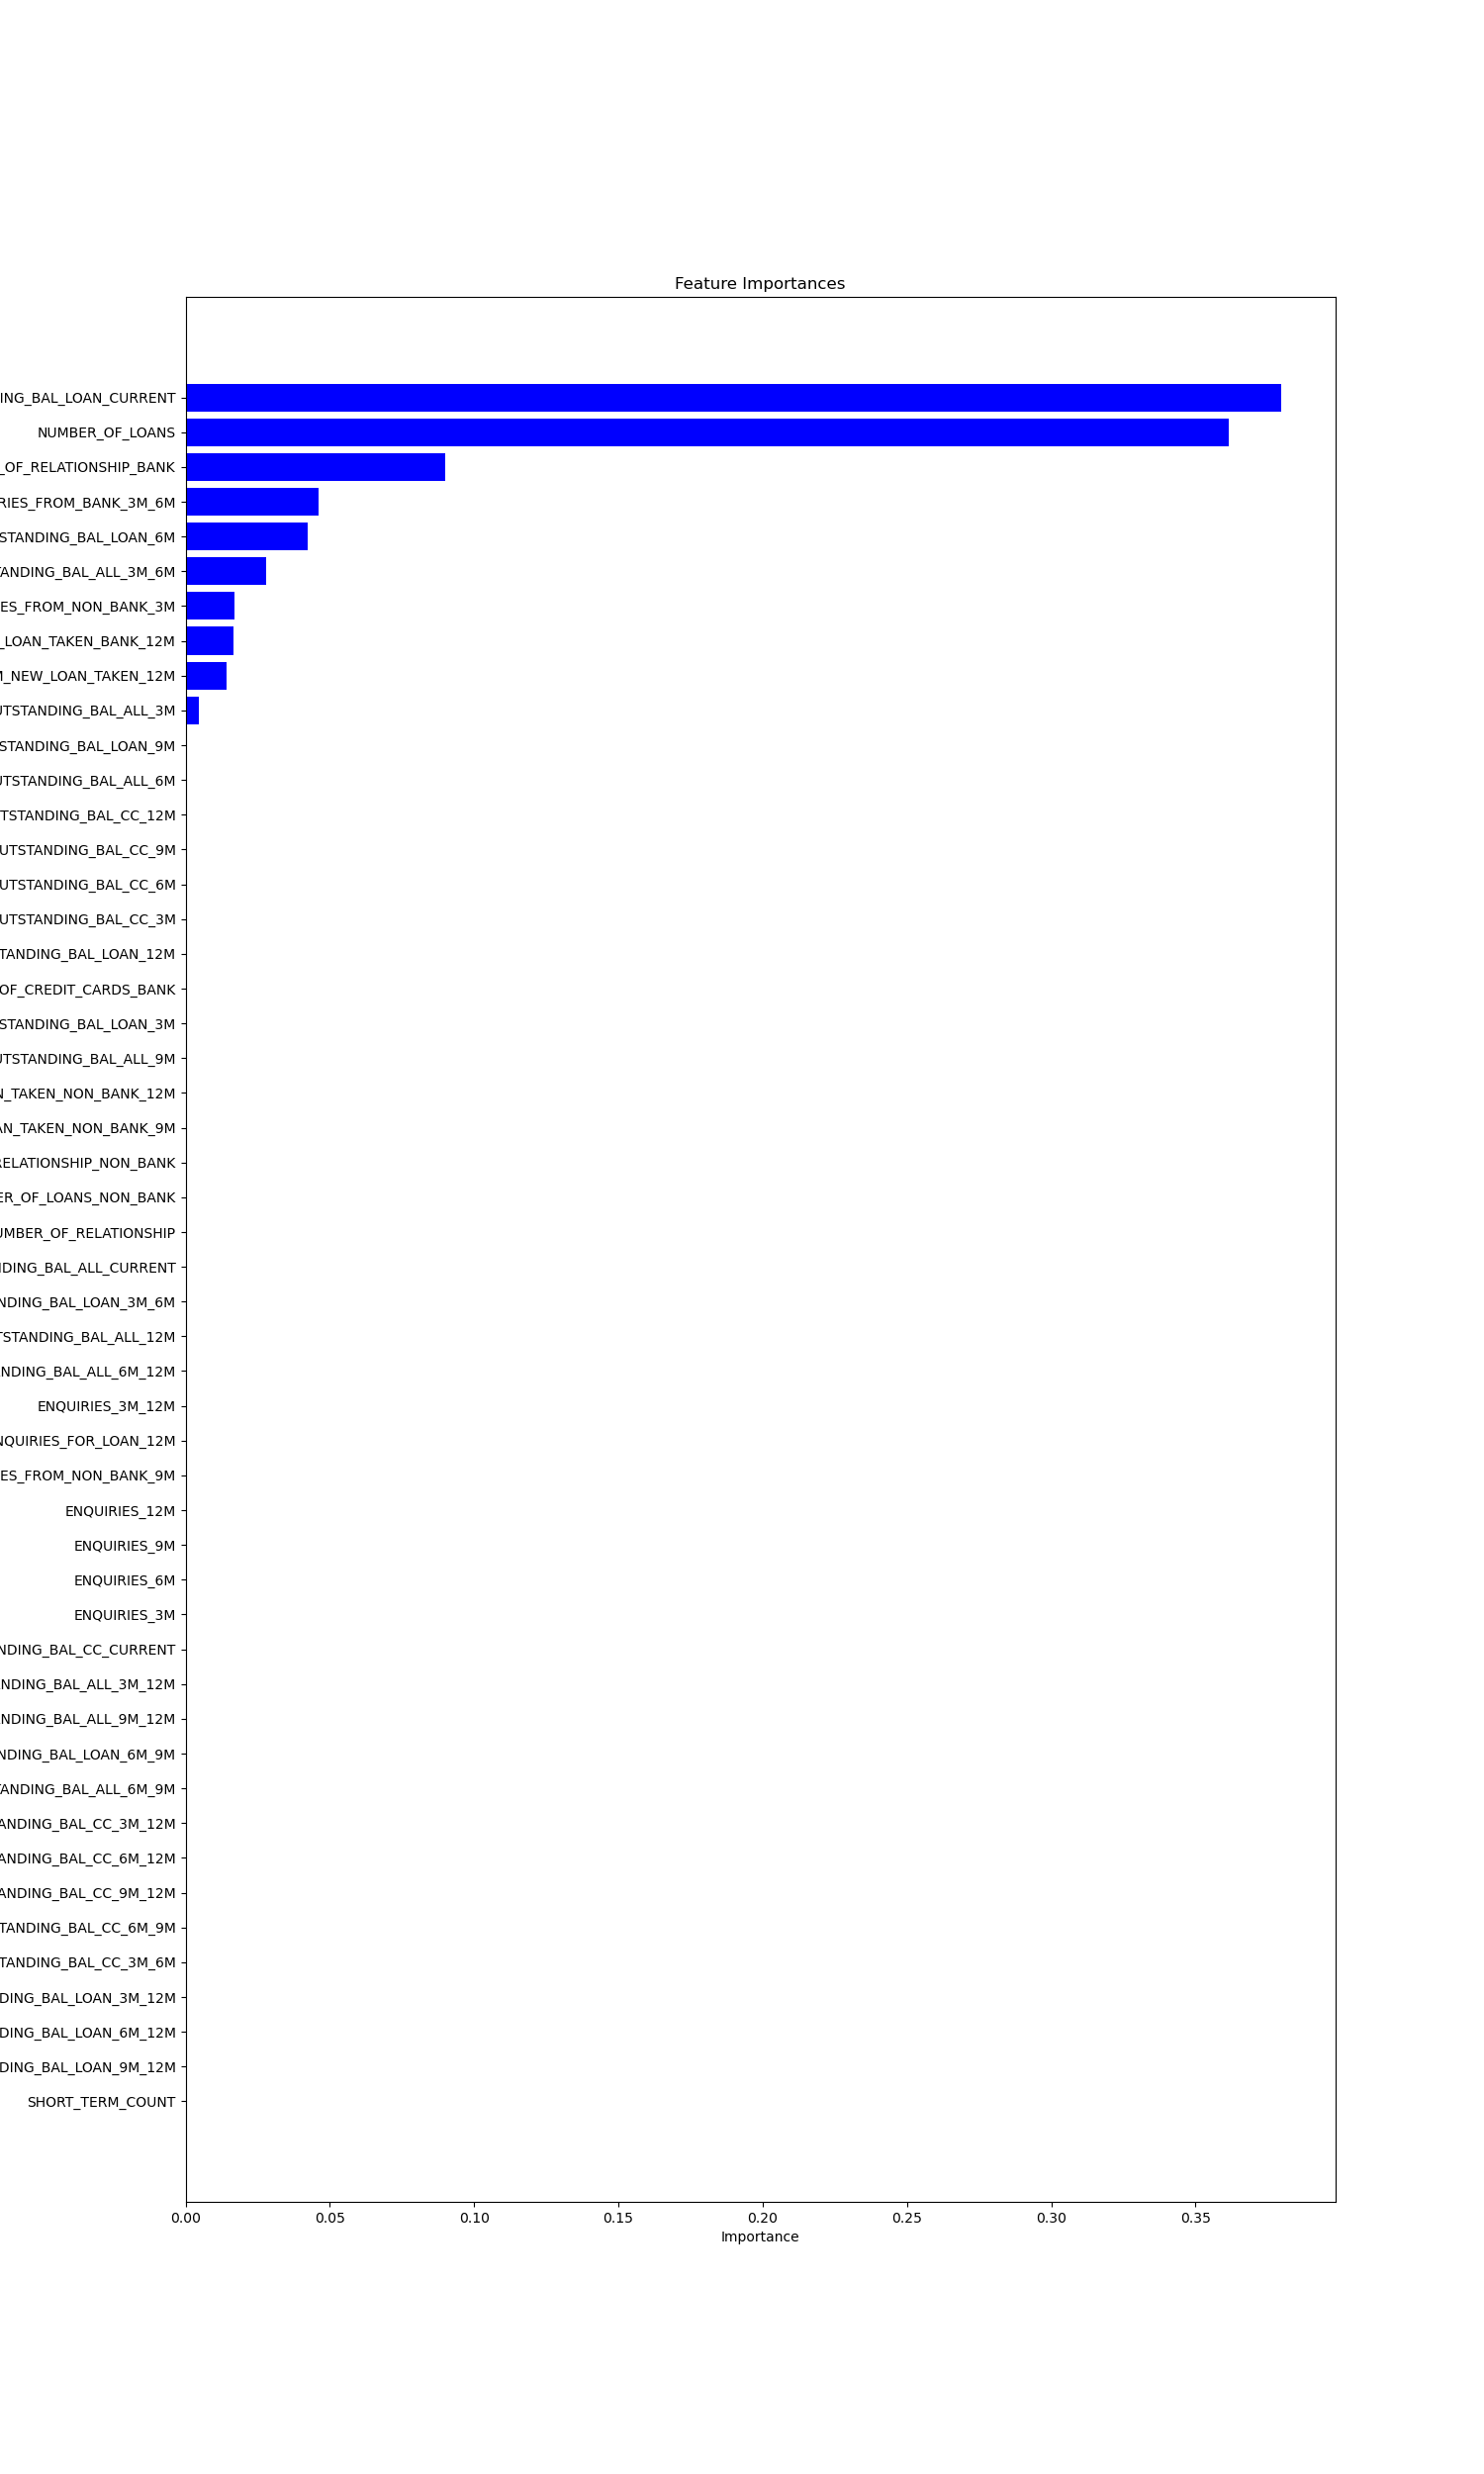 Feature Importances
ING_BAL_LOAN_CURRENT
NUMBER_OF_LOANS
_OF_RELATIONSHIP_BANK
RIES_FROM_BANK_3M_6M
STANDING_BAL_LOAN_6M
TANDING_BAL_ALL_3M_6M
ES_FROM_NON_BANK_3M
_LOAN_TAKEN_BANK_12M
M_NEW_LOAN_TAKEN_12M
UTSTANDING_BAL_ALL_3M
STANDING_BAL_LOAN_9M
UTSTANDING_BAL_ALL_6M
UTSTANDING_BAL_CC_12M
UTSTANDING_BAL_CC_9M
UTSTANDING_BAL_CC_6M
UTSTANDING_BAL_CC_3M
TANDING_BAL_LOAN_12M
OF_CREDIT_CARDS_BANK
STANDING_BAL_LOAN_3M
UTSTANDING_BAL_ALL_9M
N_TAKEN_NON_BANK_12M
AN_TAKEN_NON_BANK_9M
RELATIONSHIP_NON_BANK
ER_OF_LOANS_NON_BANK
UMBER_OF_RELATIONSHIP
NDING_BAL_ALL_CURRENT
NDING_BAL_LOAN_3M_6M
TSTANDING_BAL_ALL_12M
NDING_BAL_ALL_6M_12M
ENQUIRIES_3M_12M
NQUIRIES_FOR_LOAN_12M
ES_FROM_NON_BANK_9M
ENQUIRIES_12M
ENQUIRIES_9M
ENQUIRIES_6M
ENQUIRIES_3M
NDING_BAL_CC_CURRENT
NDING_BAL_ALL_3M_12M
NDING_BAL_ALL_9M_12M
NDING_BAL_LOAN_6M_9M
TANDING_BAL_ALL_6M_9M
ANDING_BAL_CC_3M_12M
ANDING_BAL_CC_6M_12M
ANDING_BAL_CC_9M_12M
TANDING_BAL_CC_6M_9M
TANDING_BAL_CC_3M_6M
DING_BAL_LOAN_3M_12M
DING_BAL_LOAN_6M_12M
DING_BAL_LOAN_9M_12M
SHORT_TERM_COUNT
0.00 0.05 0.10 0.15 0.20 0.25 0.30 0.35
Importance